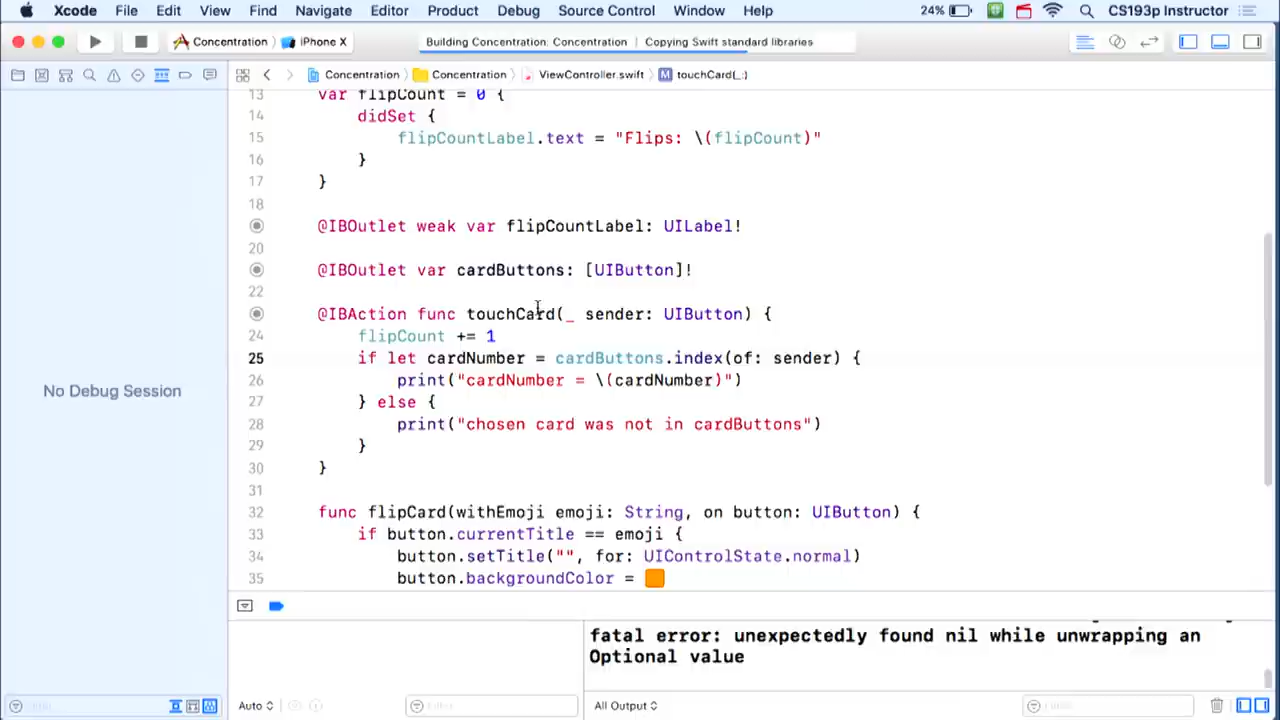 Xcode File Edit View Find Navigate Editor Product Debug Source Control Window Help 24% CS193p Instructor
Concentration iPhone X Building Concentration: Concentration Copying Swift standard libraries
Concentration Concentration ViewController.swift M touchCard(_:)
13 var flipCount = 0 {
14 didSet {
15 flipCountLabel.text = "Flips: \(flipCount)"
16 }
17 }
18
@IBOutlet weak var flipCountLabel: UILabel!
20
@IBOutlet var cardButtons: [UIButton]!
22
@IBAction func touchCard(_ sender: UIButton) {
24 flipCount += 1
25 if let cardNumber = cardButtons.index(of: sender) {
26 print("cardNumber = \(cardNumber)")
27 } else {
28 print("chosen card was not in cardButtons")
29 }
30 }
31
32 func flipCard(withEmoji emoji: String, on button: UIButton) {
33 if button.currentTitle == emoji {
34 button.setTitle("", for: UIControlState.normal)
35 button.backgroundColor =
No Debug Session
fatal error: unexpectedly found nil while unwrapping an
Optional value
Auto All Output